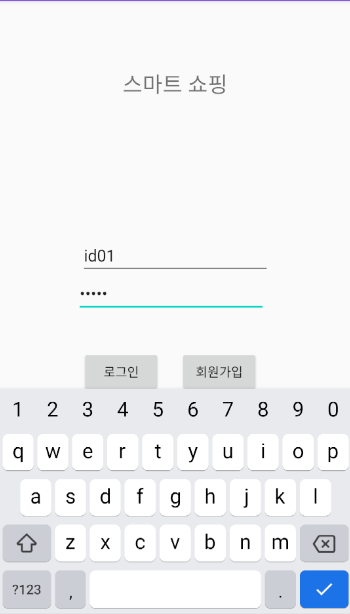 스마트 쇼핑
id01
•••••
로그인 회원가입
1 2 3 4 5 6 7 8 9 0
q w e r t y u i o p
a s d f g h j k l
z x c v b n m
?123 , .